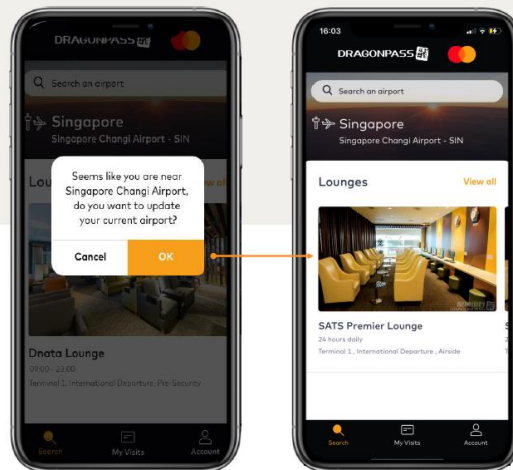 DRAGONPASS
Search an airport
Singapore
Singapore Changi Airport - SIN
Lou
View all
Seems like you are near
Singapore Changi Airport,
do you want to update
your current airport?
Cancel
OK
Dnata Lounge
09:00 - 23:00
Terminal 1, International Departure, Pre-Security
Search
My Visits
Account
16:03
DRAGONPASS
Search an airport
Singapore
Singapore Changi Airport - SIN
Lounges
View all
SATS Premier Lounge
24 hours daily
Terminal 1 , International Departure , Airside
Search
My Visits
Account